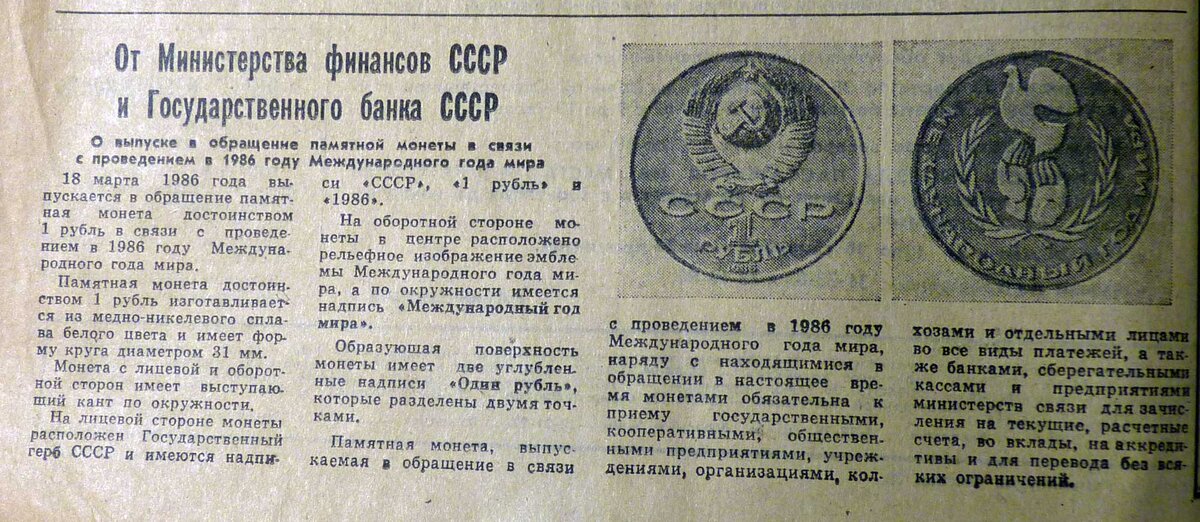 От Министерства финансов СССР
и Государственного банка СССР
О выпуске в обращение памятной монеты в связи
с проведением в 1986 году Международного года мира
18 марта 1986 года вы-
пускается в обращение памят-
ная монета достоинством
1 рубль в связи с проведе-
нием в 1986 году Междуна-
родного года мира.
Памятная монета достоин-
ством 1 рубль изготавливает-
ся из медно-никелевого спла-
ва белого цвета и имеет фор-
му круга диаметром 31 мм.
Монета с лицевой и оборот-
ной сторон имеет выступаю-
щий кант по окружности.
На лицевой стороне монеты
расположен Государственный
герб СССР и имеются надпи-
си «СССР», «1 рубль» и
«1986».
На оборотной стороне мо-
неты в центре расположено
рельефное изображение эмбле-
мы Международного года ми-
ра, а по окружности имеется
надпись «Международный год
мира».
Образующая поверхность
монеты имеет две углублен-
ные надписи «Один рубль»,
которые разделены двумя точ-
ками.
Памятная монета, выпус-
каемая в обращение в связи
с проведением в 1986 году
Международного года мира,
наряду с находящимися в
обращении в настоящее вре-
мя монетами обязательна к
приему государственными,
кооперативными, обществен-
ными предприятиями, учреж-
дениями, организациями, кол-
хозами и отдельными лицами
во все виды платежей, а так-
же банками, сберегательными
кассами и предприятиями
министерств связи для зачис-
ления на текущие, расчетные
счета, во вклады, на аккреди-
тивы и для перевода без вся-
ких ограничений.
СССР
1
РУБЛЬ
1986
МЕЖДУНАРОДНЫЙ ГОД МИРА